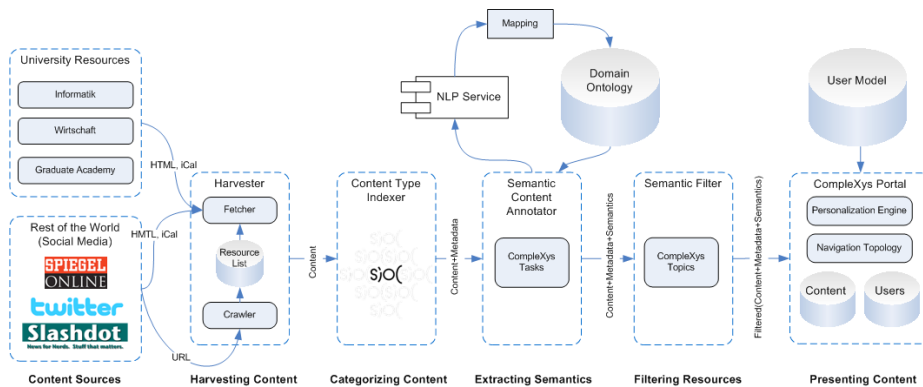 University Resources
Informatik
Wirtschaft
Graduate Academy
HTML, iCal
Rest of the World
(Social Media)
SPIEGEL
ONLINE
twitter
Slashdot
News for Nerds. Stuff that matters.
HMTL, iCal
URL
Harvester
Fetcher
Resource
List
Crawler
Content
Content Type
Indexer
sjo(
Content+Metadata
Mapping
NLP Service
Domain
Ontology
Semantic
Content
Annotator
CompleXys
Tasks
Content+Metadata+Semantics
Semantic Filter
CompleXys
Topics
Filtered(Content+Metadata+Semantics)
User Model
CompleXys Portal
Personalization Engine
Navigation Topology
Content
Users
Content Sources
Harvesting Content
Categorizing Content
Extracting Semantics
Filtering Resources
Presenting Content